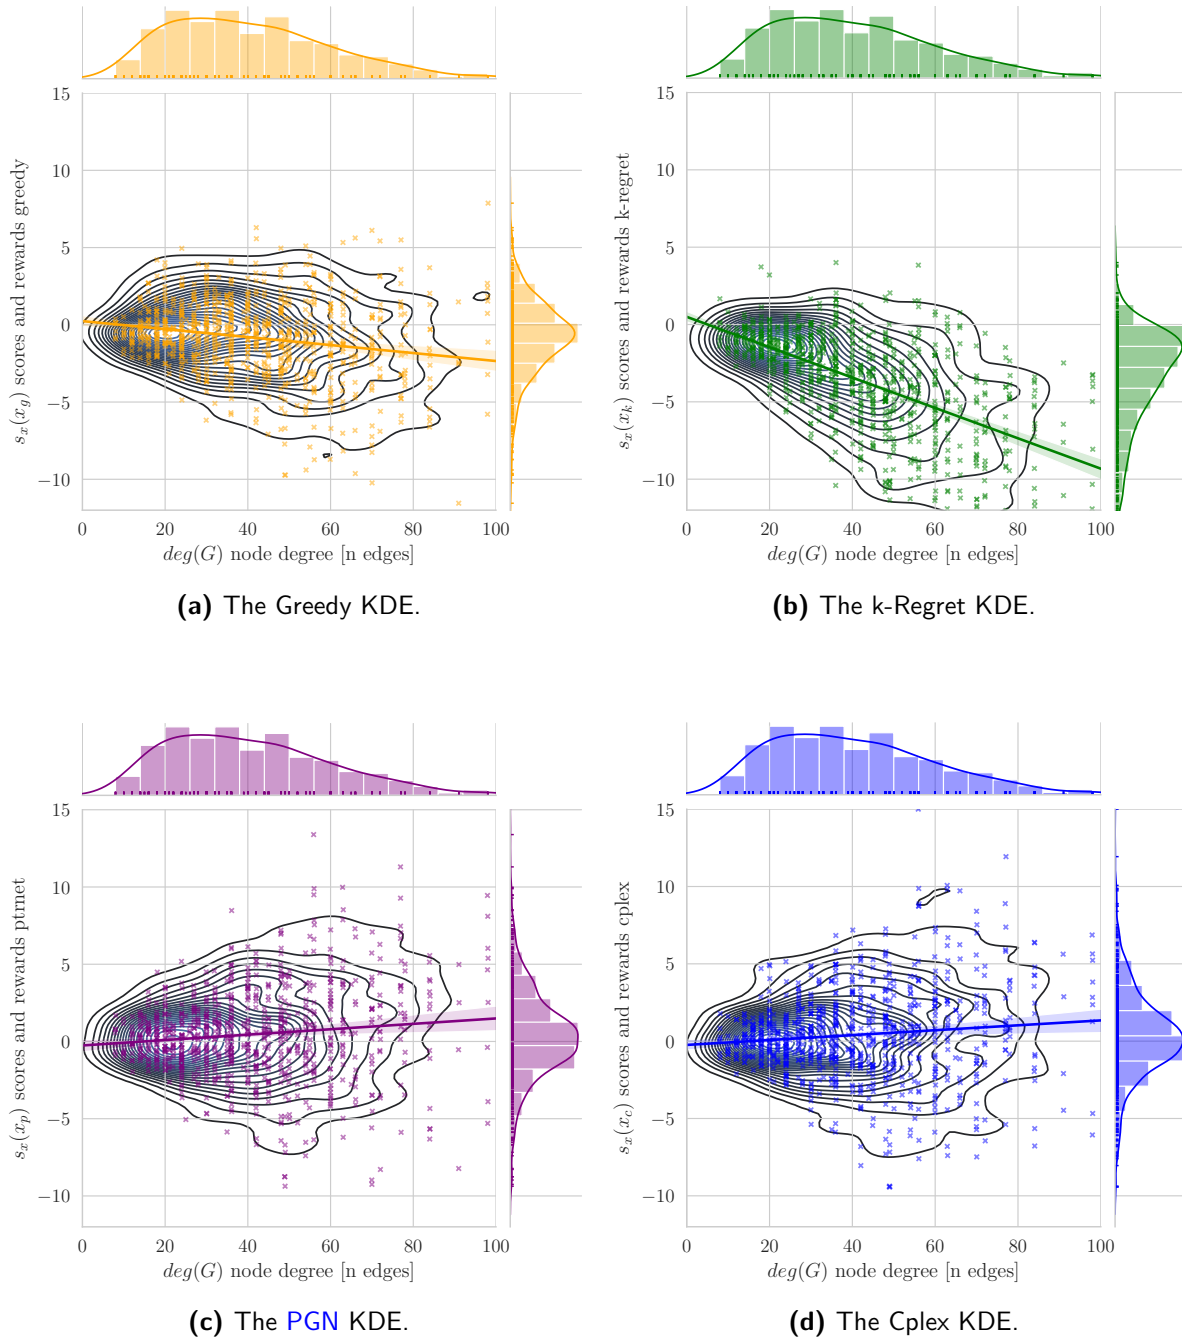 15
10
5
0
−5
−10
s_x(x_g) scores and rewards greedy
0 20 40 60 80 100
deg(G) node degree [n edges]
(a) The Greedy KDE.
15
10
5
0
−5
−10
s_x(x_k) scores and rewards k-regret
0 20 40 60 80 100
deg(G) node degree [n edges]
(b) The k-Regret KDE.
15
10
5
0
−5
−10
s_x(x_p) scores and rewards ptrnet
0 20 40 60 80 100
deg(G) node degree [n edges]
(c) The PGN KDE.
15
10
5
0
−5
−10
s_x(x_c) scores and rewards cplex
0 20 40 60 80 100
deg(G) node degree [n edges]
(d) The Cplex KDE.